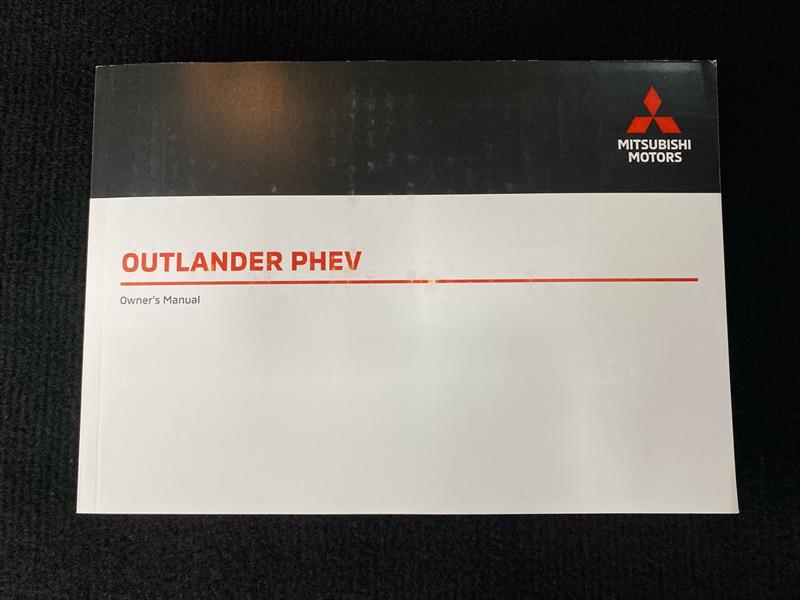 MITSUBISHI
MOTORS
OUTLANDER PHEV
Owner's Manual